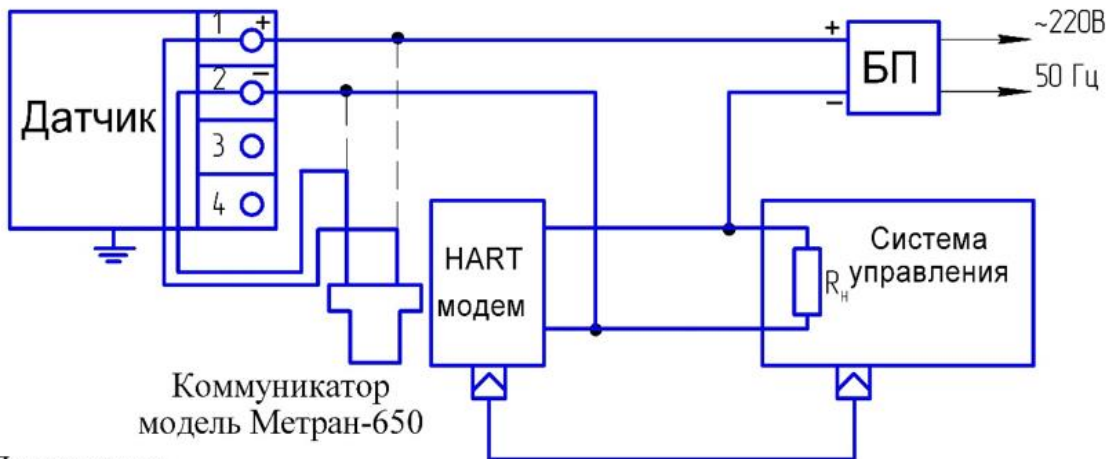 1 +
2 −
3
4
Датчик
+
−
БП
~220В
50 Гц
HART
модем
Rн
Система
управления
Коммуникатор
модель Метран-650